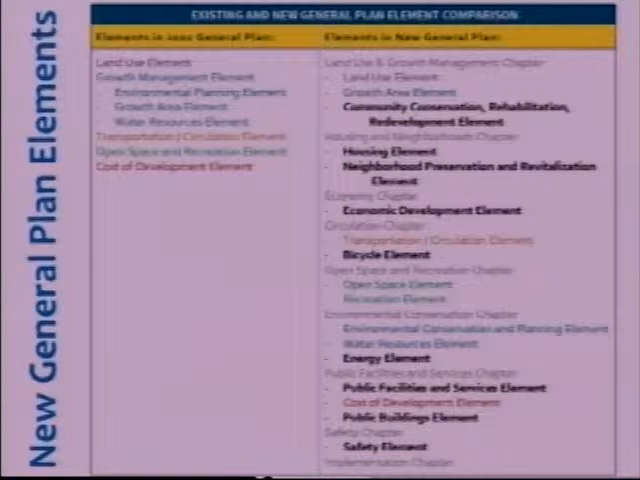 New General Plan Elements
EXISTING AND NEW GENERAL PLAN ELEMENT COMPARISON
Elements in 2001 General Plan:
Land Use Element
Growth Management Element
- Environmental Planning Element
- Growth Area Element
- Water Resources Element
Transportation / Circulation Element
Open Space and Recreation Element
Cost of Development Element
Elements in New General Plan:
Land Use & Growth Management Chapter
- Land Use Element
- Growth Area Element
- Community Conservation, Rehabilitation,
Redevelopment Element
Housing and Neighborhoods Chapter
- Housing Element
- Neighborhood Preservation and Revitalization
Element
Economy Chapter
- Economic Development Element
Circulation Chapter
- Transportation / Circulation Element
- Bicycle Element
Open Space and Recreation Chapter
- Open Space Element
- Recreation Element
Environmental Conservation Chapter
- Environmental Conservation and Planning Element
- Water Resources Element
- Energy Element
Public Facilities and Services Chapter
- Public Facilities and Services Element
- Cost of Development Element
- Public Buildings Element
Safety Chapter
- Safety Element
Implementation Chapter